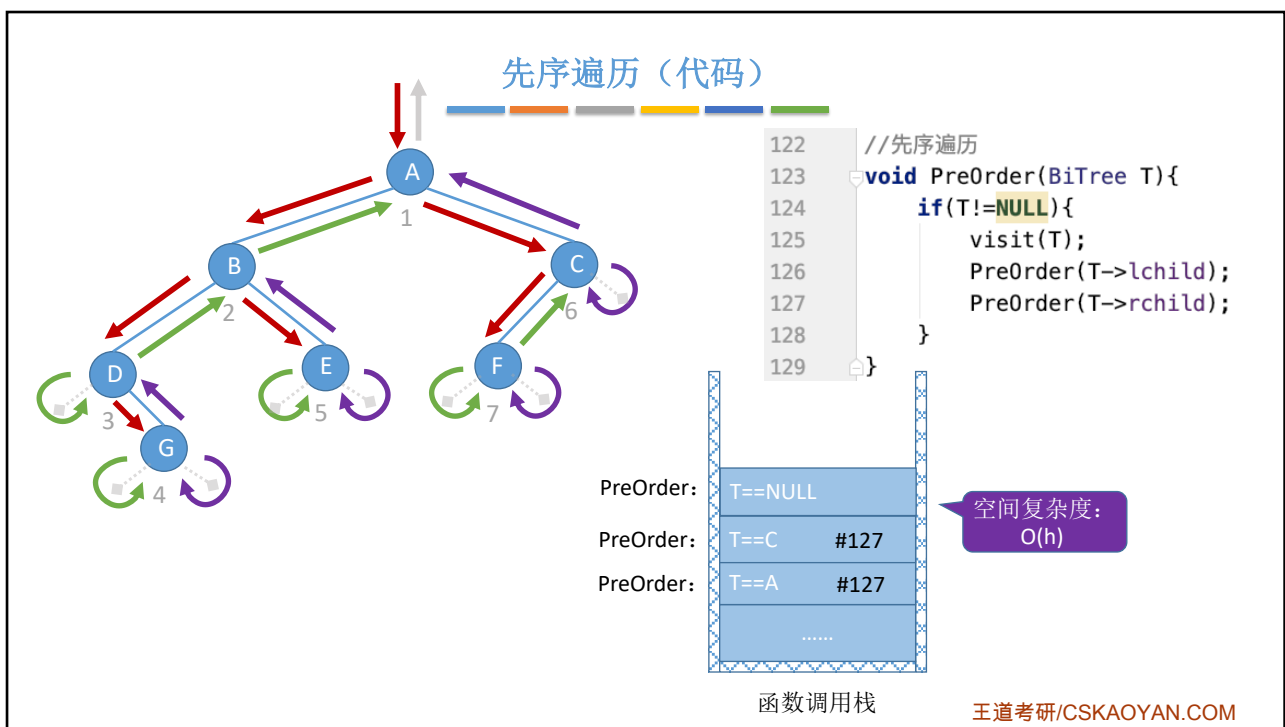 先序遍历（代码）
A
1
B
2
C
6
D
3
E
5
F
7
G
4
122 //先序遍历
123 void PreOrder(BiTree T){
124 if(T!=NULL){
125 visit(T);
126 PreOrder(T->lchild);
127 PreOrder(T->rchild);
128 }
129 }
PreOrder： T==NULL
PreOrder： T==C #127
PreOrder： T==A #127
……
空间复杂度：
O(h)
函数调用栈
王道考研/CSKAOYAN.COM